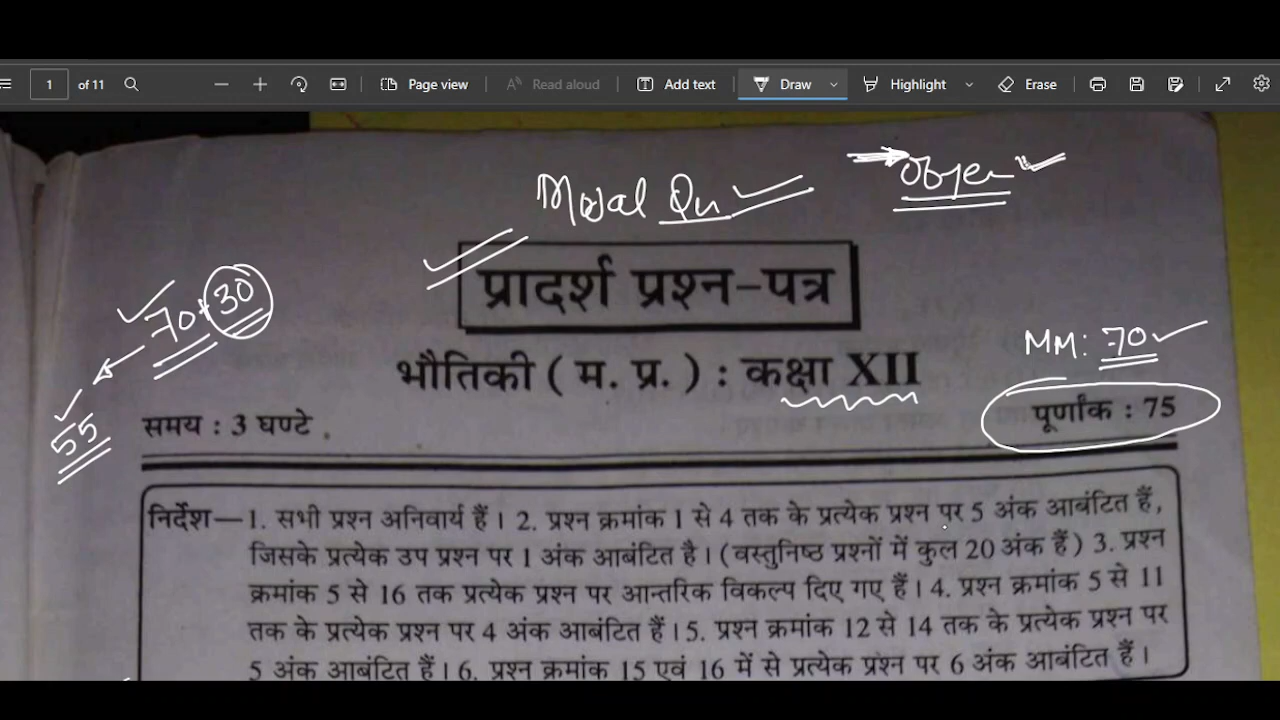 1 of 11 Page view Read aloud Add text Draw Highlight Erase
Modal Qu
प्रादर्श प्रश्न-पत्र
70+30
MM: 70
भौतिकी ( म. प्र. ) : कक्षा XII
55
समय : 3 घण्टे
पूर्णांक : 75
निर्देश—1. सभी प्रश्न अनिवार्य हैं। 2. प्रश्न क्रमांक 1 से 4 तक के प्रत्येक प्रश्न पर 5 अंक आबंटित हैं,
जिसके प्रत्येक उप प्रश्न पर 1 अंक आबंटित है। (वस्तुनिष्ठ प्रश्नों में कुल 20 अंक हैं) 3. प्रश्न
क्रमांक 5 से 16 तक प्रत्येक प्रश्न पर आन्तरिक विकल्प दिए गए हैं। 4. प्रश्न क्रमांक 5 से 11
तक के प्रत्येक प्रश्न पर 4 अंक आबंटित हैं। 5. प्रश्न क्रमांक 12 से 14 तक के प्रत्येक प्रश्न पर
5 अंक आबंटित हैं। 6. प्रश्न क्रमांक 15 एवं 16 में से प्रत्येक प्रश्न पर 6 अंक आबंटित हैं।